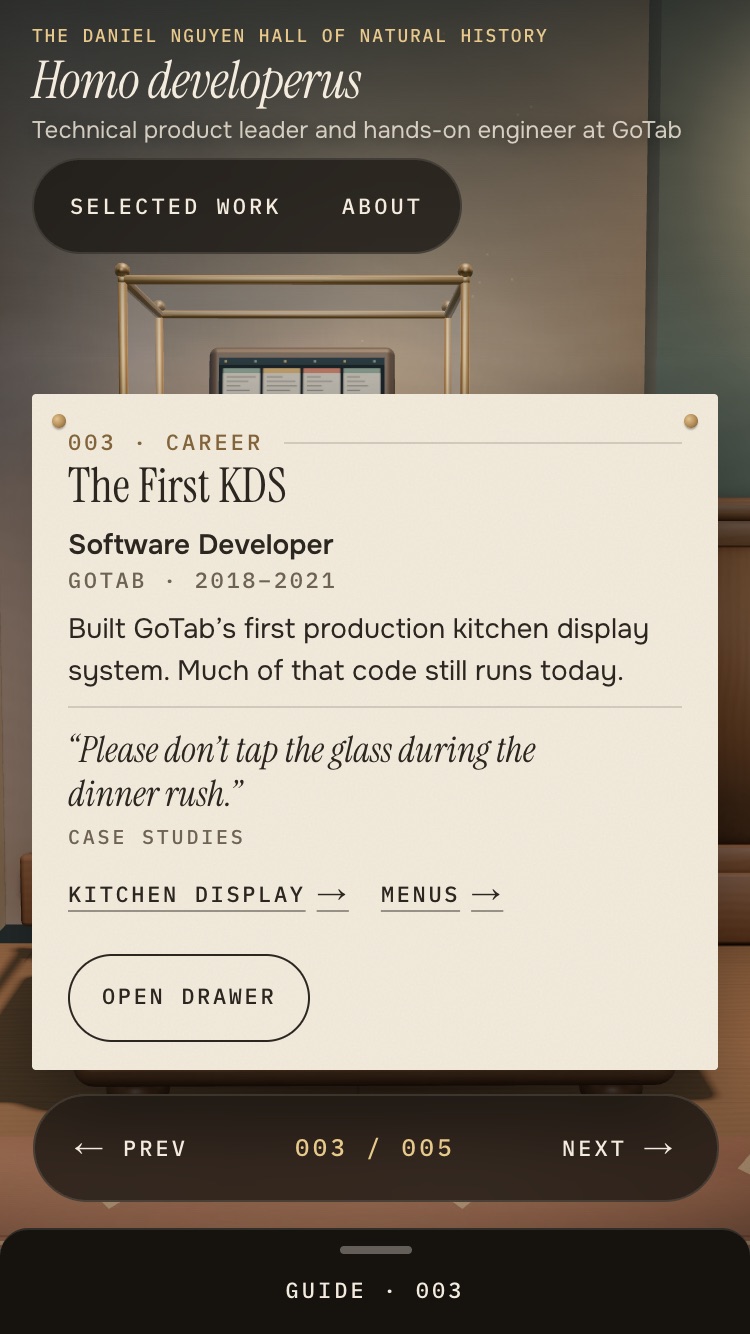 THE DANIEL NGUYEN HALL OF NATURAL HISTORY
Homo developerus
Technical product leader and hands-on engineer at GoTab
SELECTED WORK ABOUT
003 · CAREER
The First KDS
Software Developer
GOTAB · 2018–2021
Built GoTab’s first production kitchen display
system. Much of that code still runs today.
“Please don’t tap the glass during the
dinner rush.”
CASE STUDIES
KITCHEN DISPLAY → MENUS →
OPEN DRAWER
← PREV 003 / 005 NEXT →
GUIDE · 003